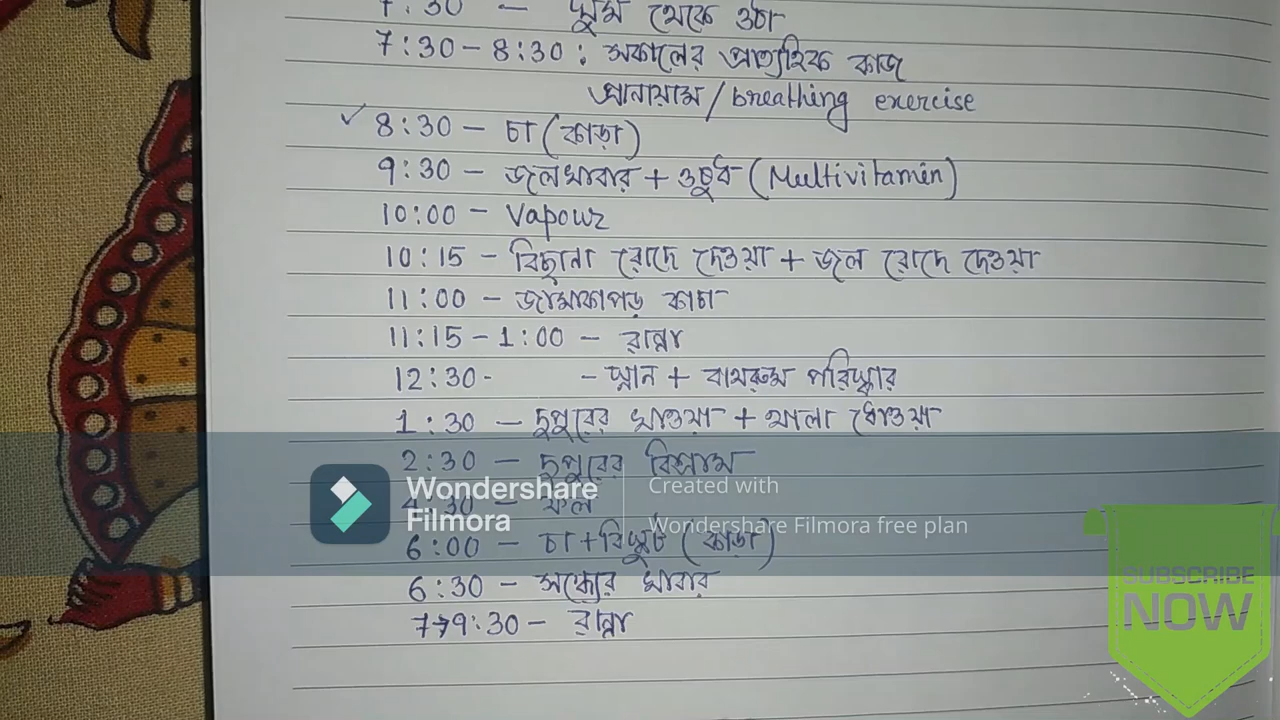 7:30 - ঘুম থেকে ওঠা
7:30 - 8:30 : সকালের প্রাত্যহিক কাজ
প্রানায়াম / breathing exercise
✓ 8:30 - চা (কাড়া)
9:30 - জলখাবার + ওষুধ (Multivitamin)
10:00 - Vapour
10:15 - বিছানা রোদে দেওয়া + জল রোদে দেওয়া
11:00 - জামাকাপড় কাচা
11:15 - 1:00 - রান্না
12:30 - - স্নান + বাথরুম পরিস্কার
1:30 - দুপুরের খাওয়া + থালা ধোওয়া
2:30 - দুপুরের বিশ্রাম
4:30 - ফল
6:00 - চা + বিস্কুট (কাড়া)
6:30 - সন্ধ্যের খাবার
7→9:30 - রান্না
Wondershare
Filmora
Created with
Wondershare Filmora free plan
SUBSCRIBE
NOW